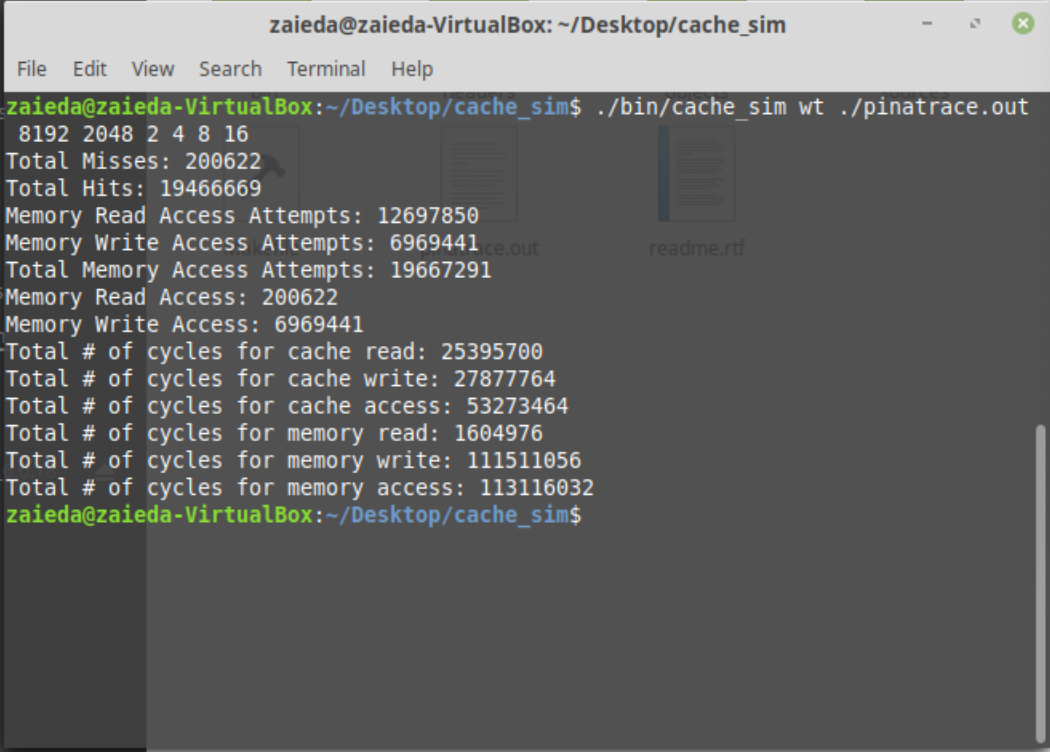 zaieda@zaieda-VirtualBox: ~/Desktop/cache_sim
File Edit View Search Terminal Help
zaieda@zaieda-VirtualBox:~/Desktop/cache_sim$ ./bin/cache_sim wt ./pinatrace.out
8192 2048 2 4 8 16
Total Misses: 200622
Total Hits: 19466669
Memory Read Access Attempts: 12697850
Memory Write Access Attempts: 6969441
Total Memory Access Attempts: 19667291
Memory Read Access: 200622
Memory Write Access: 6969441
Total # of cycles for cache read: 25395700
Total # of cycles for cache write: 27877764
Total # of cycles for cache access: 53273464
Total # of cycles for memory read: 1604976
Total # of cycles for memory write: 111511056
Total # of cycles for memory access: 113116032
zaieda@zaieda-VirtualBox:~/Desktop/cache_sim$
readme.rtf